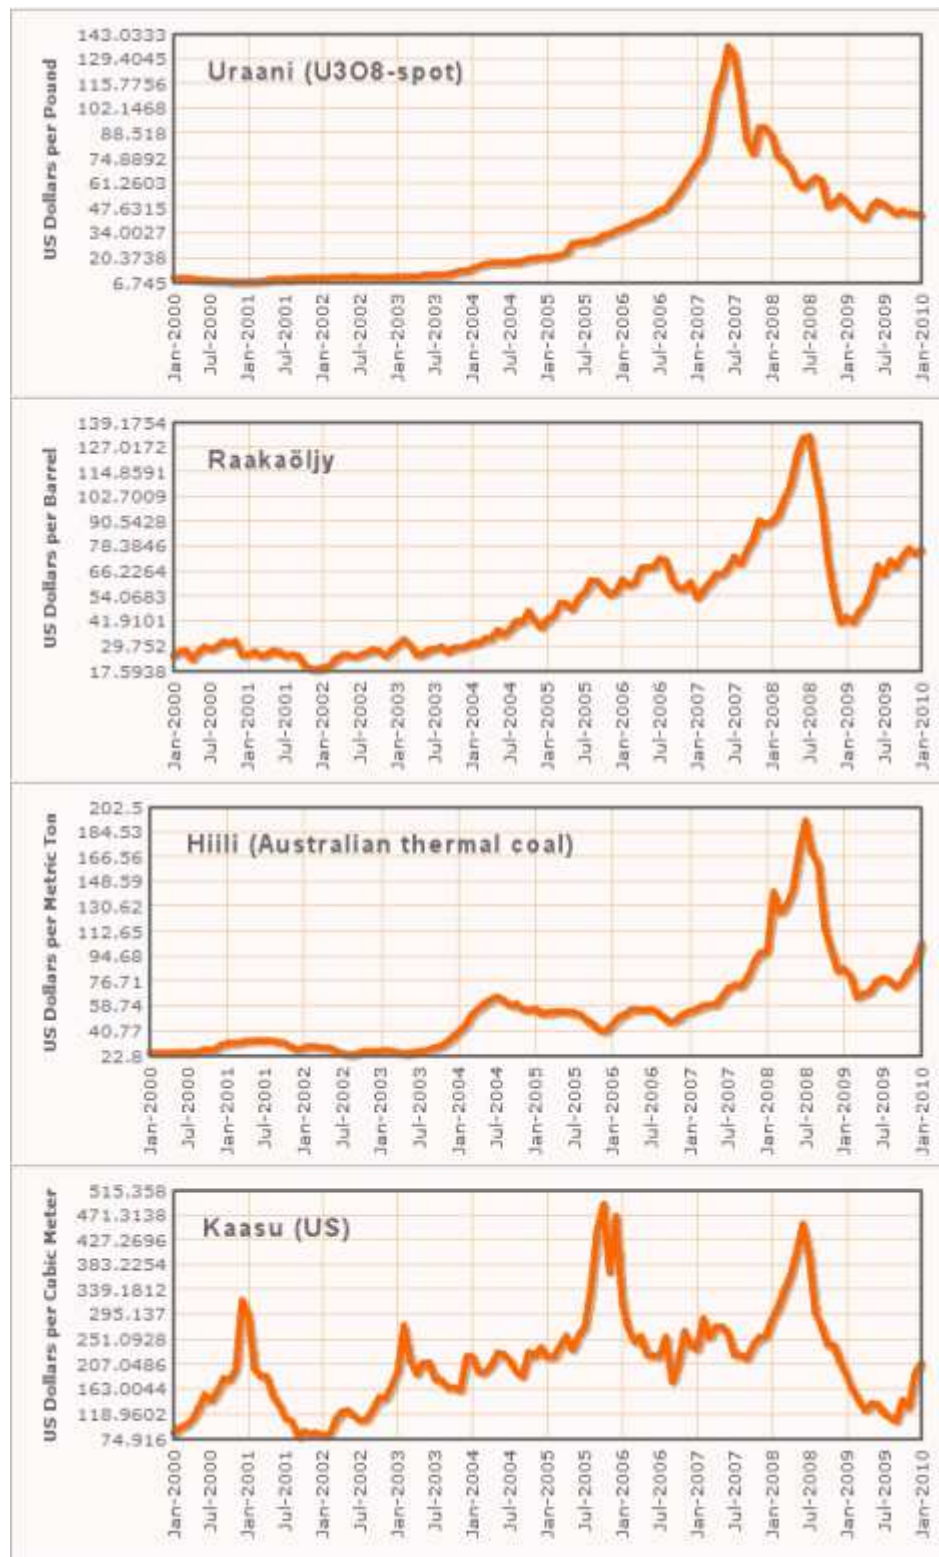 US Dollars per Pound
Uraani (U3O8-spot)
143.0333
129.4045
115.7756
102.1468
88.518
74.8892
61.2603
47.6315
34.0027
20.3738
6.745
Jan-2000
Jul-2000
Jan-2001
Jul-2001
Jan-2002
Jul-2002
Jan-2003
Jul-2003
Jan-2004
Jul-2004
Jan-2005
Jul-2005
Jan-2006
Jul-2006
Jan-2007
Jul-2007
Jan-2008
Jul-2008
Jan-2009
Jul-2009
Jan-2010
US Dollars per Barrel
Raakaöljy
139.1754
127.0172
114.8591
102.7009
90.5428
78.3846
66.2264
54.0683
41.9101
29.752
17.5938
Jan-2000
Jul-2000
Jan-2001
Jul-2001
Jan-2002
Jul-2002
Jan-2003
Jul-2003
Jan-2004
Jul-2004
Jan-2005
Jul-2005
Jan-2006
Jul-2006
Jan-2007
Jul-2007
Jan-2008
Jul-2008
Jan-2009
Jul-2009
Jan-2010
US Dollars per Metric Ton
Hiili (Australian thermal coal)
202.5
184.53
166.56
148.59
130.62
112.65
94.68
76.71
58.74
40.77
22.8
Jan-2000
Jul-2000
Jan-2001
Jul-2001
Jan-2002
Jul-2002
Jan-2003
Jul-2003
Jan-2004
Jul-2004
Jan-2005
Jul-2005
Jan-2006
Jul-2006
Jan-2007
Jul-2007
Jan-2008
Jul-2008
Jan-2009
Jul-2009
Jan-2010
US Dollars per Cubic Meter
Kaasu (US)
515.358
471.3138
427.2696
383.2254
339.1812
295.137
251.0928
207.0486
163.0044
118.9602
74.916
Jan-2000
Jul-2000
Jan-2001
Jul-2001
Jan-2002
Jul-2002
Jan-2003
Jul-2003
Jan-2004
Jul-2004
Jan-2005
Jul-2005
Jan-2006
Jul-2006
Jan-2007
Jul-2007
Jan-2008
Jul-2008
Jan-2009
Jul-2009
Jan-2010